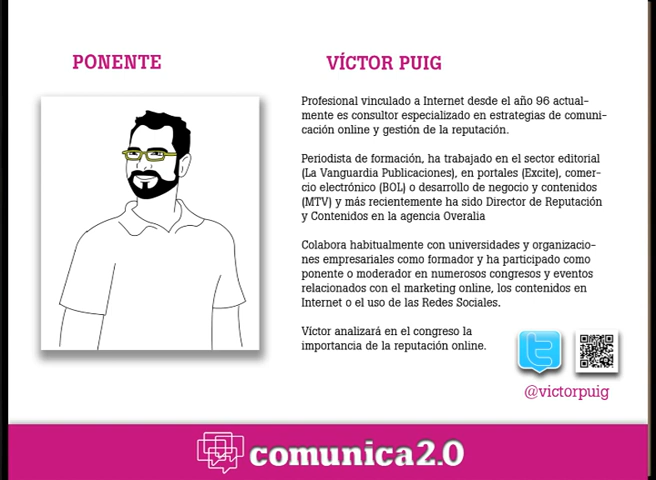 PONENTE
VÍCTOR PUIG
Profesional vinculado a Internet desde el año 96 actual-
mente es consultor especializado en estrategias de comuni-
cación online y gestión de la reputación.
Periodista de formación, ha trabajado en el sector editorial
(La Vanguardia Publicaciones), en portales (Excite), comer-
cio electrónico (BOL) o desarrollo de negocio y contenidos
(MTV) y más recientemente ha sido Director de Reputación
y Contenidos en la agencia Overalia
Colabora habitualmente con universidades y organizacio-
nes empresariales como formador y ha participado como
ponente o moderador en numerosos congresos y eventos
relacionados con el marketing online, los contenidos en
Internet o el uso de las Redes Sociales.
Víctor analizará en el congreso la
importancia de la reputación online.
@victorpuig
comunica2.0